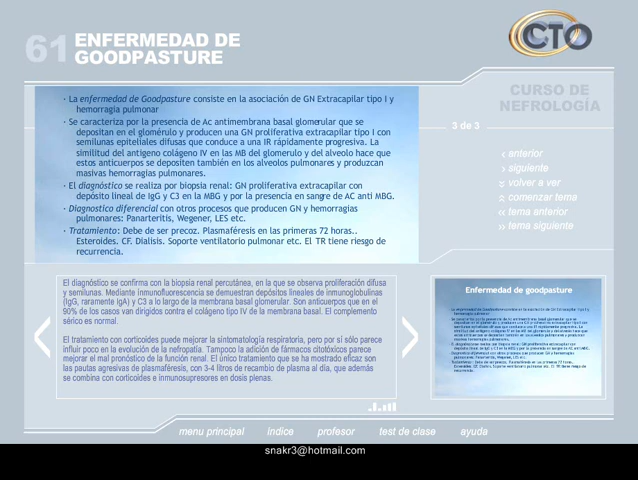 61 ENFERMEDAD DE
GOODPASTURE
CTO
CURSO DE
NEFROLOGÍA
3 de 3
‹ anterior
› siguiente
volver a ver
comenzar tema
‹‹ tema anterior
›› tema siguiente
· La enfermedad de Goodpasture consiste en la asociación de GN Extracapilar tipo I y
hemorragia pulmonar
· Se caracteriza por la presencia de Ac antimembrana basal glomerular que se
depositan en el glomérulo y producen una GN proliferativa extracapilar tipo I con
semilunas epiteliales difusas que conduce a una IR rápidamente progresiva. La
similitud del antigeno colágeno IV en las MB del glomerulo y del alveolo hace que
estos anticuerpos se depositen también en los alveolos pulmonares y produzcan
masivas hemorragias pulmonares.
· El diagnóstico se realiza por biopsia renal: GN proliferativa extracapilar con
depósito lineal de IgG y C3 en la MBG y por la presencia en sangre de AC anti MBG.
· Diagnostico diferencial con otros procesos que producen GN y hemorragias
pulmonares: Panarteritis, Wegener, LES etc.
· Tratamiento: Debe de ser precoz. Plasmaféresis en las primeras 72 horas..
Esteroides. CF. Dialisis. Soporte ventilatorio pulmonar etc. El TR tiene riesgo de
recurrencia.
El diagnóstico se confirma con la biopsia renal percutánea, en la que se observa proliferación difusa
y semilunas. Mediante inmunofluorescencia se demuestran depósitos lineales de inmunoglobulinas
(IgG, raramente IgA) y C3 a lo largo de la membrana basal glomerular. Son anticuerpos que en el
90% de los casos van dirigidos contra el colágeno tipo IV de la membrana basal. El complemento
sérico es normal.
El tratamiento con corticoides puede mejorar la sintomatología respiratoria, pero por sí sólo parece
influir poco en la evolución de la nefropatía. Tampoco la adición de fármacos citotóxicos parece
mejorar el mal pronóstico de la función renal. El único tratamiento que se ha mostrado eficaz son
las pautas agresivas de plasmaféresis, con 3-4 litros de recambio de plasma al día, que además
se combina con corticoides e inmunosupresores en dosis plenas.
Enfermedad de goodpasture
menu principal índice profesor test de clase ayuda
snakr3@hotmail.com